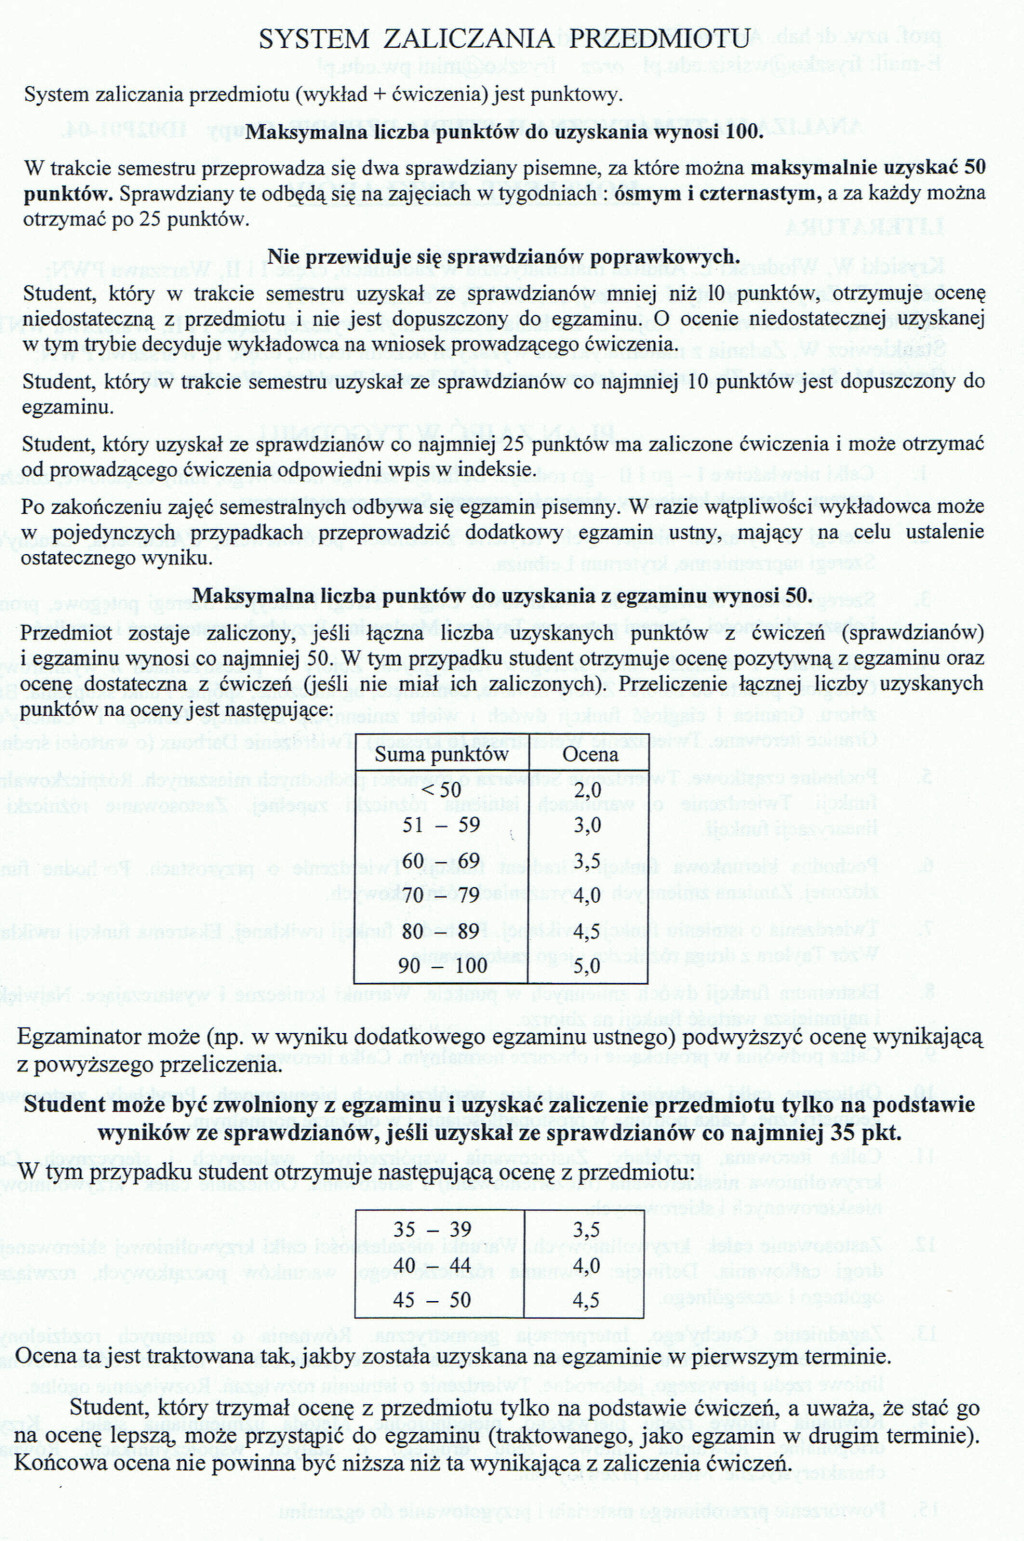 SYSTEM ZALICZANIA PRZEDMIOTU
System zaliczania przedmiotu (wykład + ćwiczenia) jest punktowy.
Maksymalna liczba punktów do uzyskania wynosi 100.
W trakcie semestru przeprowadza się dwa sprawdziany pisemne, za które można maksymalnie uzyskać 50
punktów. Sprawdziany te odbędą się na zajęciach w tygodniach : ósmym i czternastym, a za każdy można
otrzymać po 25 punktów.
Nie przewiduje się sprawdzianów poprawkowych.
Student, który w trakcie semestru uzyskał ze sprawdzianów mniej niż 10 punktów, otrzymuje ocenę
niedostateczną z przedmiotu i nie jest dopuszczony do egzaminu. O ocenie niedostatecznej uzyskanej
w tym trybie decyduje wykładowca na wniosek prowadzącego ćwiczenia.
Student, który w trakcie semestru uzyskał ze sprawdzianów co najmniej 10 punktów jest dopuszczony do
egzaminu.
Student, który uzyskał ze sprawdzianów co najmniej 25 punktów ma zaliczone ćwiczenia i może otrzymać
od prowadzącego ćwiczenia odpowiedni wpis w indeksie.
Po zakończeniu zajęć semestralnych odbywa się egzamin pisemny. W razie wątpliwości wykładowca może
w pojedynczych przypadkach przeprowadzić dodatkowy egzamin ustny, mający na celu ustalenie
ostatecznego wyniku.
Maksymalna liczba punktów do uzyskania z egzaminu wynosi 50.
Przedmiot zostaje zaliczony, jeśli łączna liczba uzyskanych punktów z ćwiczeń (sprawdzianów)
i egzaminu wynosi co najmniej 50. W tym przypadku student otrzymuje ocenę pozytywną z egzaminu oraz
ocenę dostateczną z ćwiczeń (jeśli nie miał ich zaliczonych). Przeliczenie łącznej liczby uzyskanych
punktów na oceny jest następujące:
Suma punktów Ocena
< 50 2,0
51 – 59 3,0
60 – 69 3,5
70 – 79 4,0
80 – 89 4,5
90 – 100 5,0
Egzaminator może (np. w wyniku dodatkowego egzaminu ustnego) podwyższyć ocenę wynikającą
z powyższego przeliczenia.
Student może być zwolniony z egzaminu i uzyskać zaliczenie przedmiotu tylko na podstawie
wyników ze sprawdzianów, jeśli uzyskał ze sprawdzianów co najmniej 35 pkt.
W tym przypadku student otrzymuje następującą ocenę z przedmiotu:
35 – 39 3,5
40 – 44 4,0
45 – 50 4,5
Ocena ta jest traktowana tak, jakby została uzyskana na egzaminie w pierwszym terminie.
Student, który trzymał ocenę z przedmiotu tylko na podstawie ćwiczeń, a uważa, że stać go
na ocenę lepszą, może przystąpić do egzaminu (traktowanego, jako egzamin w drugim terminie).
Końcowa ocena nie powinna być niższa niż ta wynikająca z zaliczenia ćwiczeń.